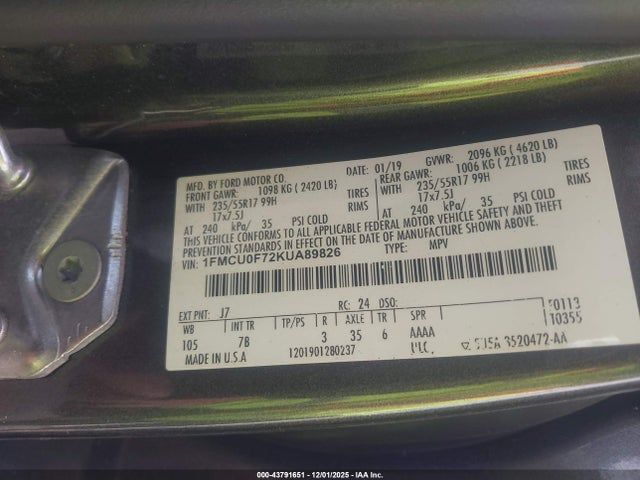 MFD. BY FORD MOTOR CO. DATE: 01/19 GVWR: 2096 KG ( 4620 LB)
FRONT GAWR: 1098 KG ( 2420 LB) REAR GAWR: 1006 KG ( 2218 LB)
WITH 235/55R17 99H TIRES WITH 235/55R17 99H TIRES
17x7.5J RIMS 17x7.5J RIMS
AT 240 kPa/ 35 PSI COLD AT 240 kPa/ 35 PSI COLD
THIS VEHICLE CONFORMS TO ALL APPLICABLE FEDERAL MOTOR VEHICLE SAFETY AND THEFT
PREVENTION STANDARDS IN EFFECT ON THE DATE OF MANUFACTURE SHOWN ABOVE.
VIN: 1FMCU0F72KUA89826 TYPE: MPV
EXT PNT: J7 RC: 24 DSO:
WB INT TR TP/PS R AXLE TR SPR
105 7B 3 35 6 AAAA
MADE IN U.S.A 1201901280237
10355
000-43791651 - 12/01/2025 - IAA Inc.